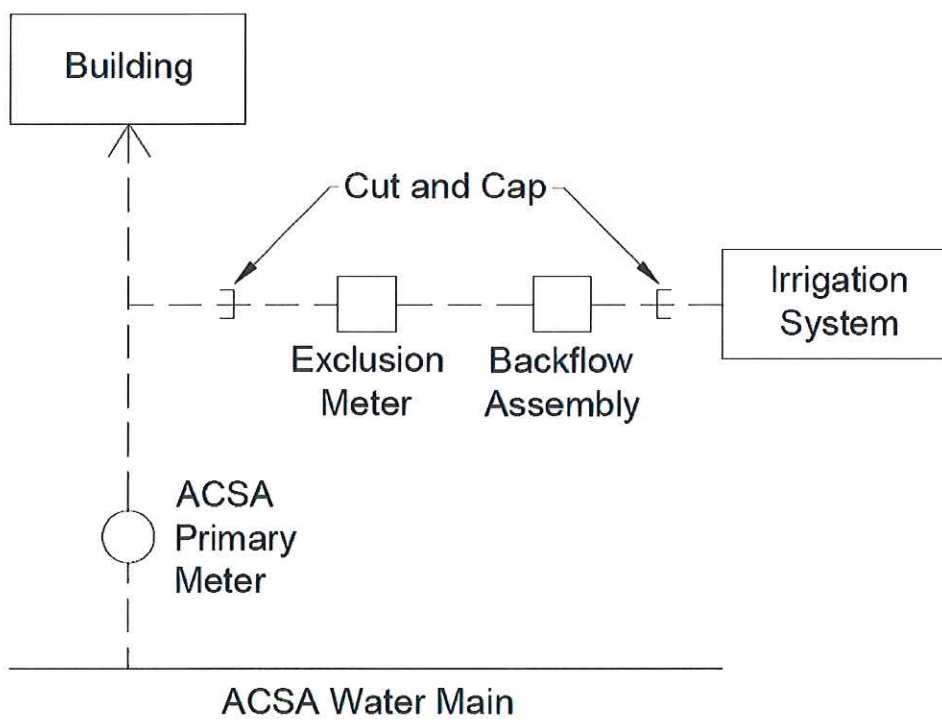 Building
Cut and Cap
Irrigation
System
Exclusion
Meter
Backflow
Assembly
ACSA
Primary
Meter
ACSA Water Main